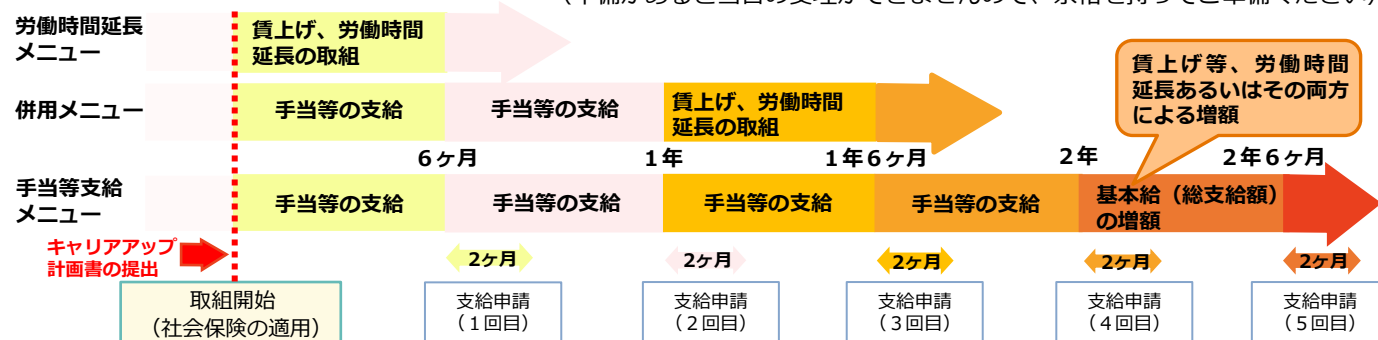 労働時間延長
メニュー
賃上げ、労働時間
延長の取組
賃上げ等、労働時間
延長あるいはその両方
による増額
併用メニュー
手当等の支給
手当等の支給
賃上げ、労働時間
延長の取組
6ヶ月
1年
1年6ヶ月
2年
2年6ヶ月
手当等支給
メニュー
手当等の支給
手当等の支給
手当等の支給
手当等の支給
基本給（総支給額）
の増額
キャリアアップ
計画書の提出
2ヶ月
2ヶ月
2ヶ月
2ヶ月
2ヶ月
取組開始
（社会保険の適用）
支給申請
（1回目）
支給申請
（2回目）
支給申請
（3回目）
支給申請
（4回目）
支給申請
（5回目）